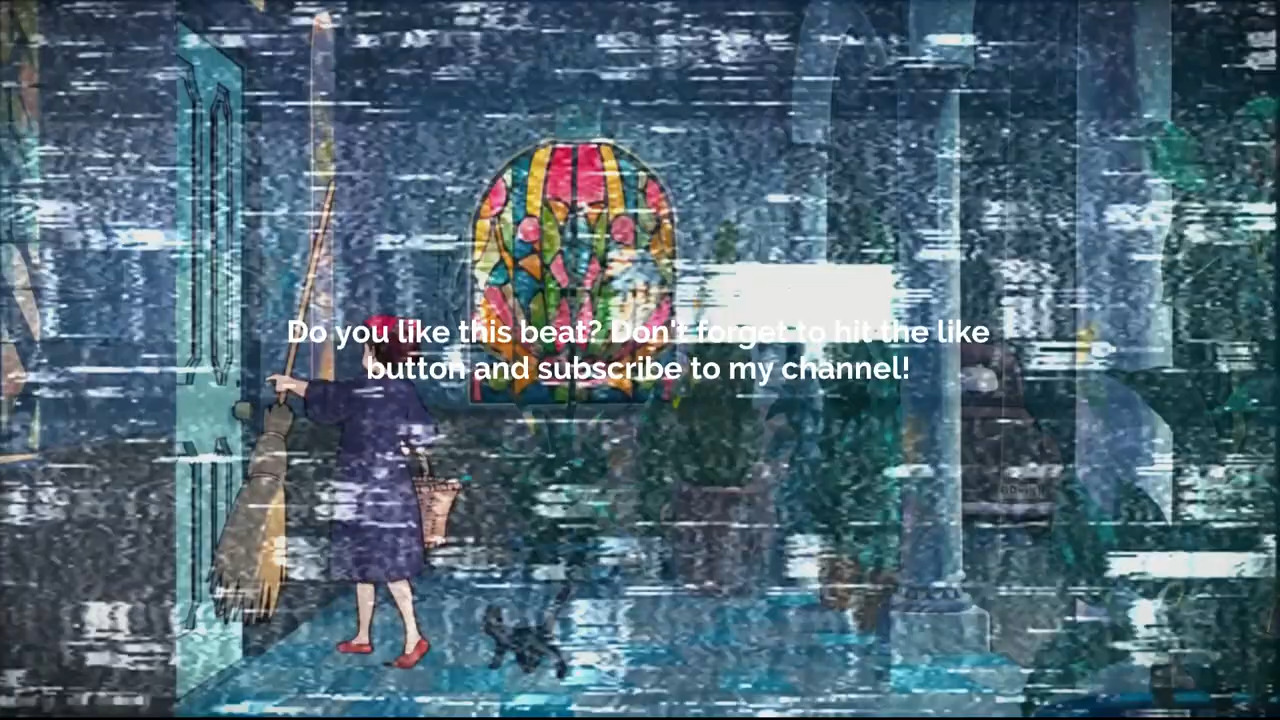 Do you like this beat? Don't forget to hit the like
button and subscribe to my channel!